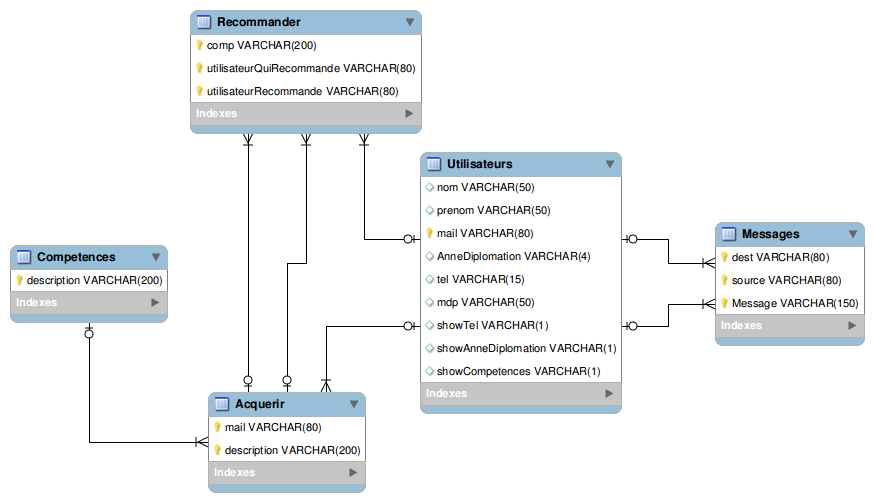 Recommander
comp VARCHAR(200)
utilisateurQuiRecommande VARCHAR(80)
utilisateurRecommande VARCHAR(80)
Indexes
Utilisateurs
nom VARCHAR(50)
prenom VARCHAR(50)
mail VARCHAR(80)
AnneDiplomation VARCHAR(4)
tel VARCHAR(15)
mdp VARCHAR(50)
showTel VARCHAR(1)
showAnneDiplomation VARCHAR(1)
showCompetences VARCHAR(1)
Indexes
Messages
dest VARCHAR(80)
source VARCHAR(80)
Message VARCHAR(150)
Indexes
Competences
description VARCHAR(200)
Indexes
Acquerir
mail VARCHAR(80)
description VARCHAR(200)
Indexes